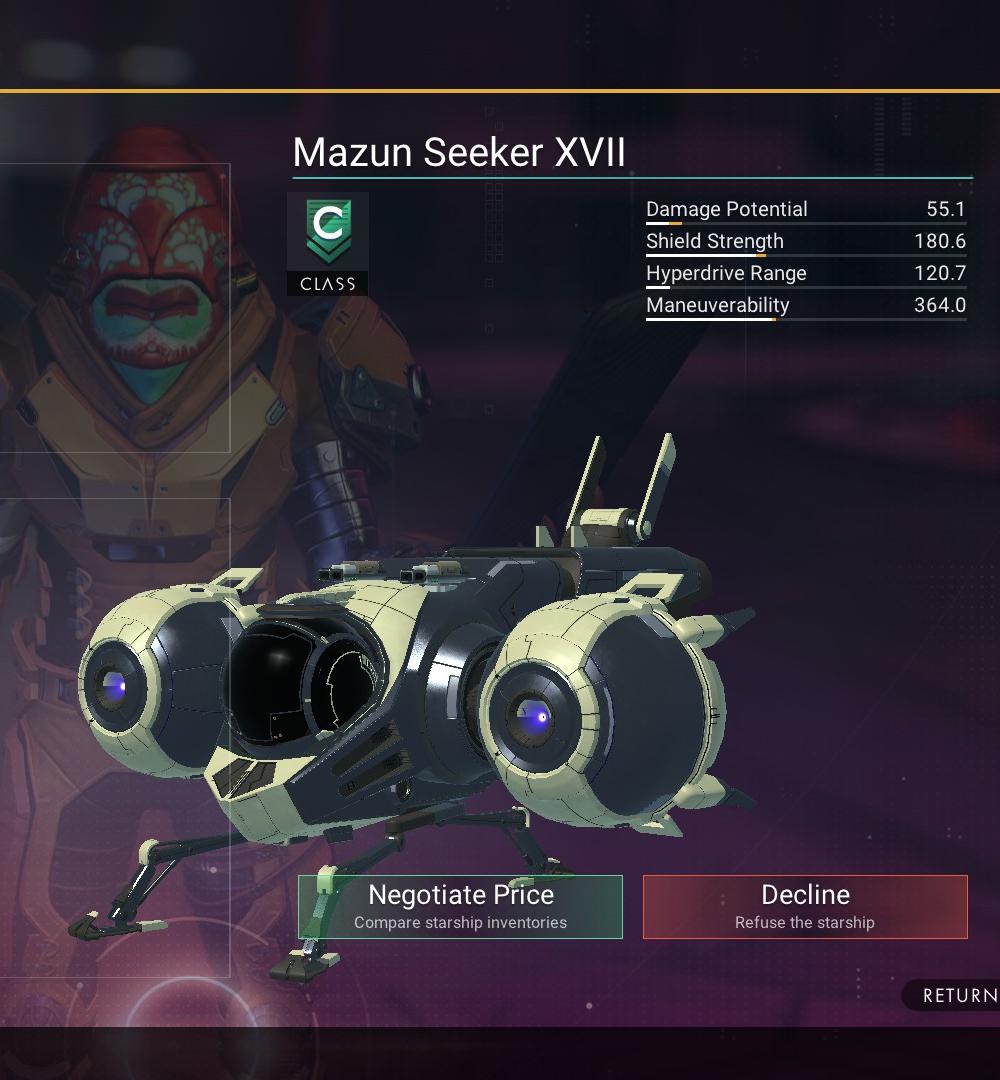 Mazun Seeker XVII
C
CLASS
Damage Potential 55.1
Shield Strength 180.6
Hyperdrive Range 120.7
Maneuverability 364.0
Negotiate Price
Compare starship inventories
Decline
Refuse the starship
RETURN